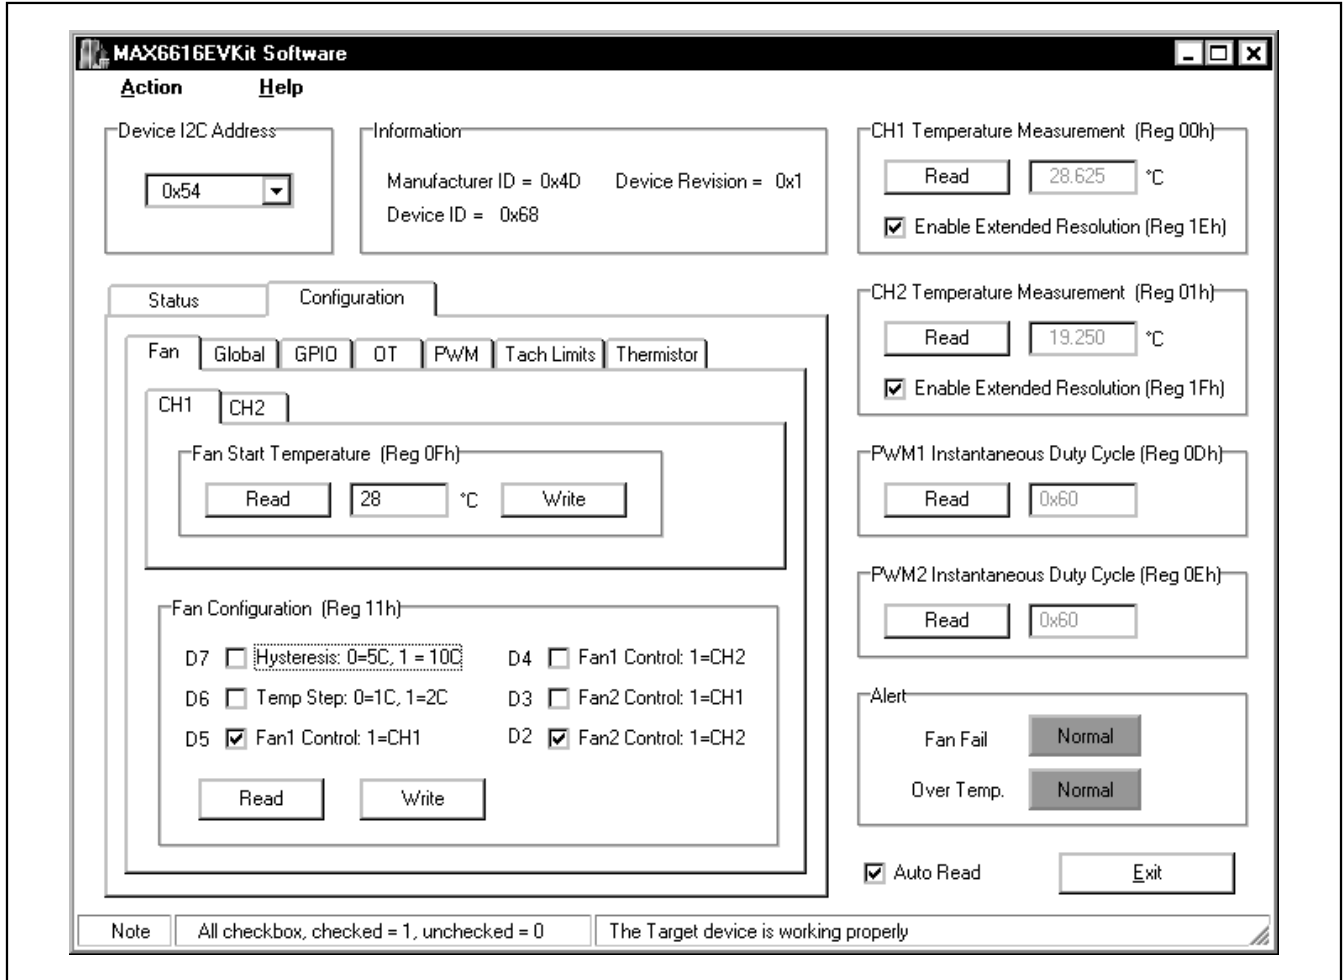 MAX6616EVKit Software
Action Help
Device I2C Address
0x54
Information
Manufacturer ID = 0x4D Device Revision = 0x1
Device ID = 0x68
CH1 Temperature Measurement (Reg 00h)
Read 28.625 °C
Enable Extended Resolution (Reg 1Eh)
Status Configuration
CH2 Temperature Measurement (Reg 01h)
Read 19.250 °C
Enable Extended Resolution (Reg 1Fh)
Fan Global GPIO OT PWM Tach Limits Thermistor
CH1 CH2
Fan Start Temperature (Reg 0Fh)
Read 28 °C Write
PWM1 Instantaneous Duty Cycle (Reg 0Dh)
Read 0x60
PWM2 Instantaneous Duty Cycle (Reg 0Eh)
Read 0x60
Fan Configuration (Reg 11h)
D7 Hysteresis: 0=5C, 1 = 10C D4 Fan1 Control: 1=CH2
D6 Temp Step: 0=1C, 1=2C D3 Fan2 Control: 1=CH1
D5 Fan1 Control: 1=CH1 D2 Fan2 Control: 1=CH2
Read Write
Alert
Fan Fail Normal
Over Temp. Normal
Auto Read Exit
Note All checkbox, checked = 1, unchecked = 0 The Target device is working properly